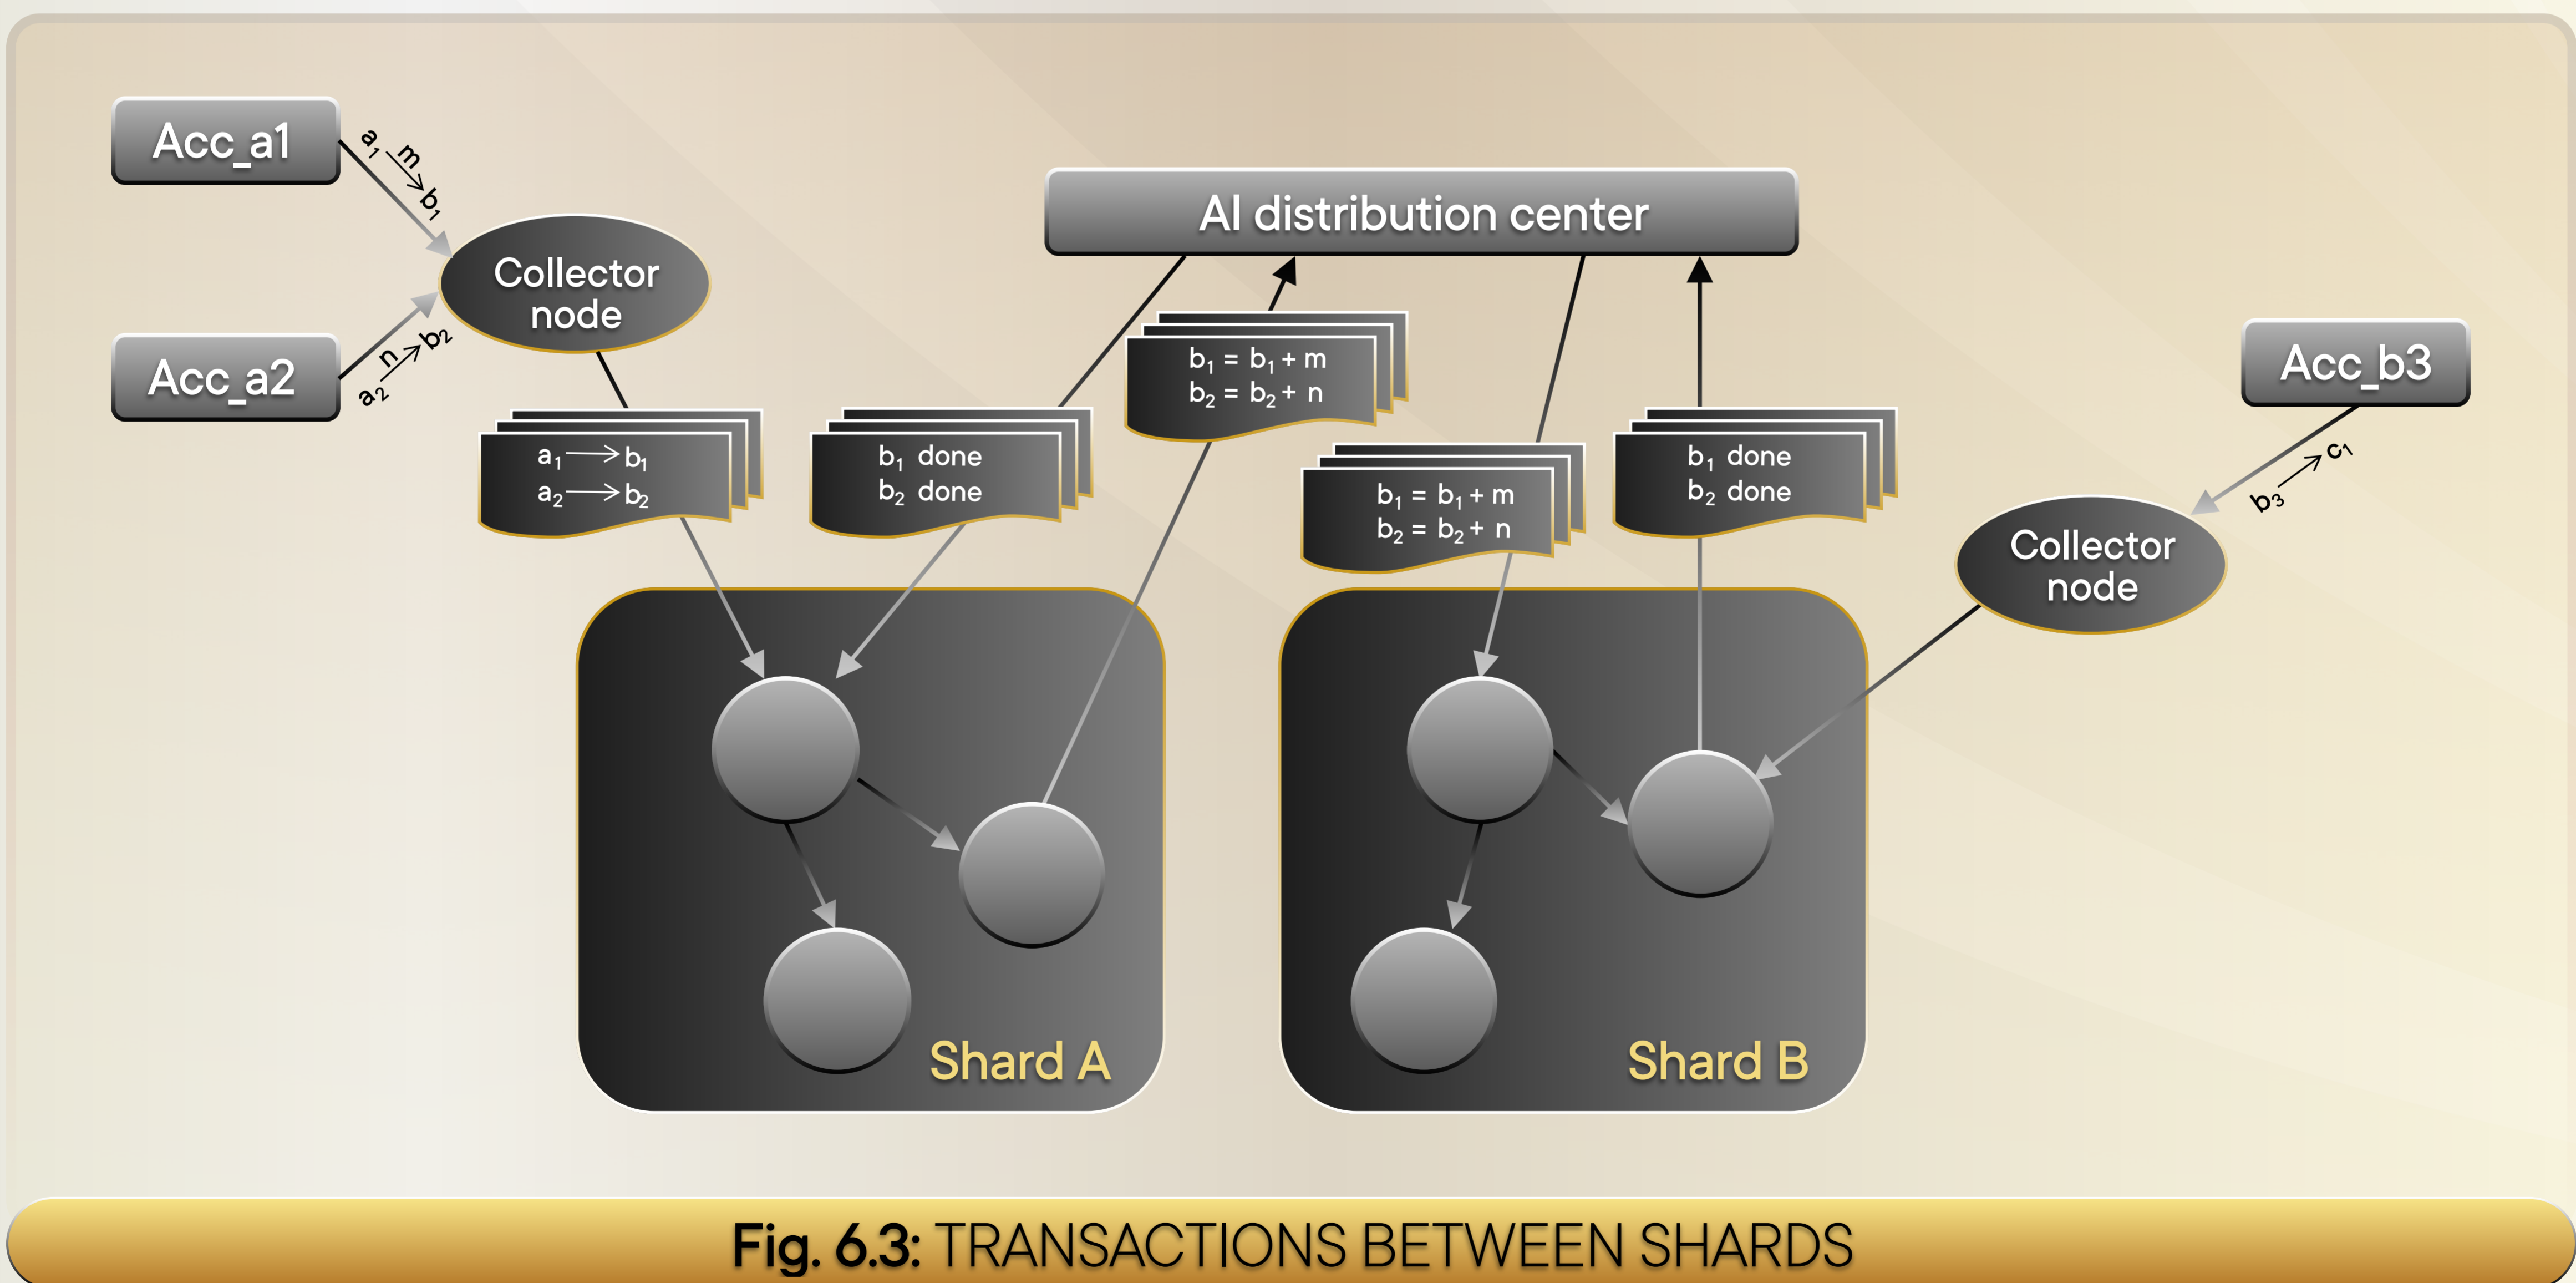 Acc_a1
a₁ —m→ b₁
Collector
node
Acc_a2
a₂ —n→ b₂
AI distribution center
b₁ = b₁ + m
b₂ = b₂ + n
a₁ → b₁
a₂ → b₂
b₁ done
b₂ done
b₁ = b₁ + m
b₂ = b₂ + n
b₁ done
b₂ done
Acc_b3
b₃ → c₁
Collector
node
Shard A
Shard B
Fig. 6.3: TRANSACTIONS BETWEEN SHARDS